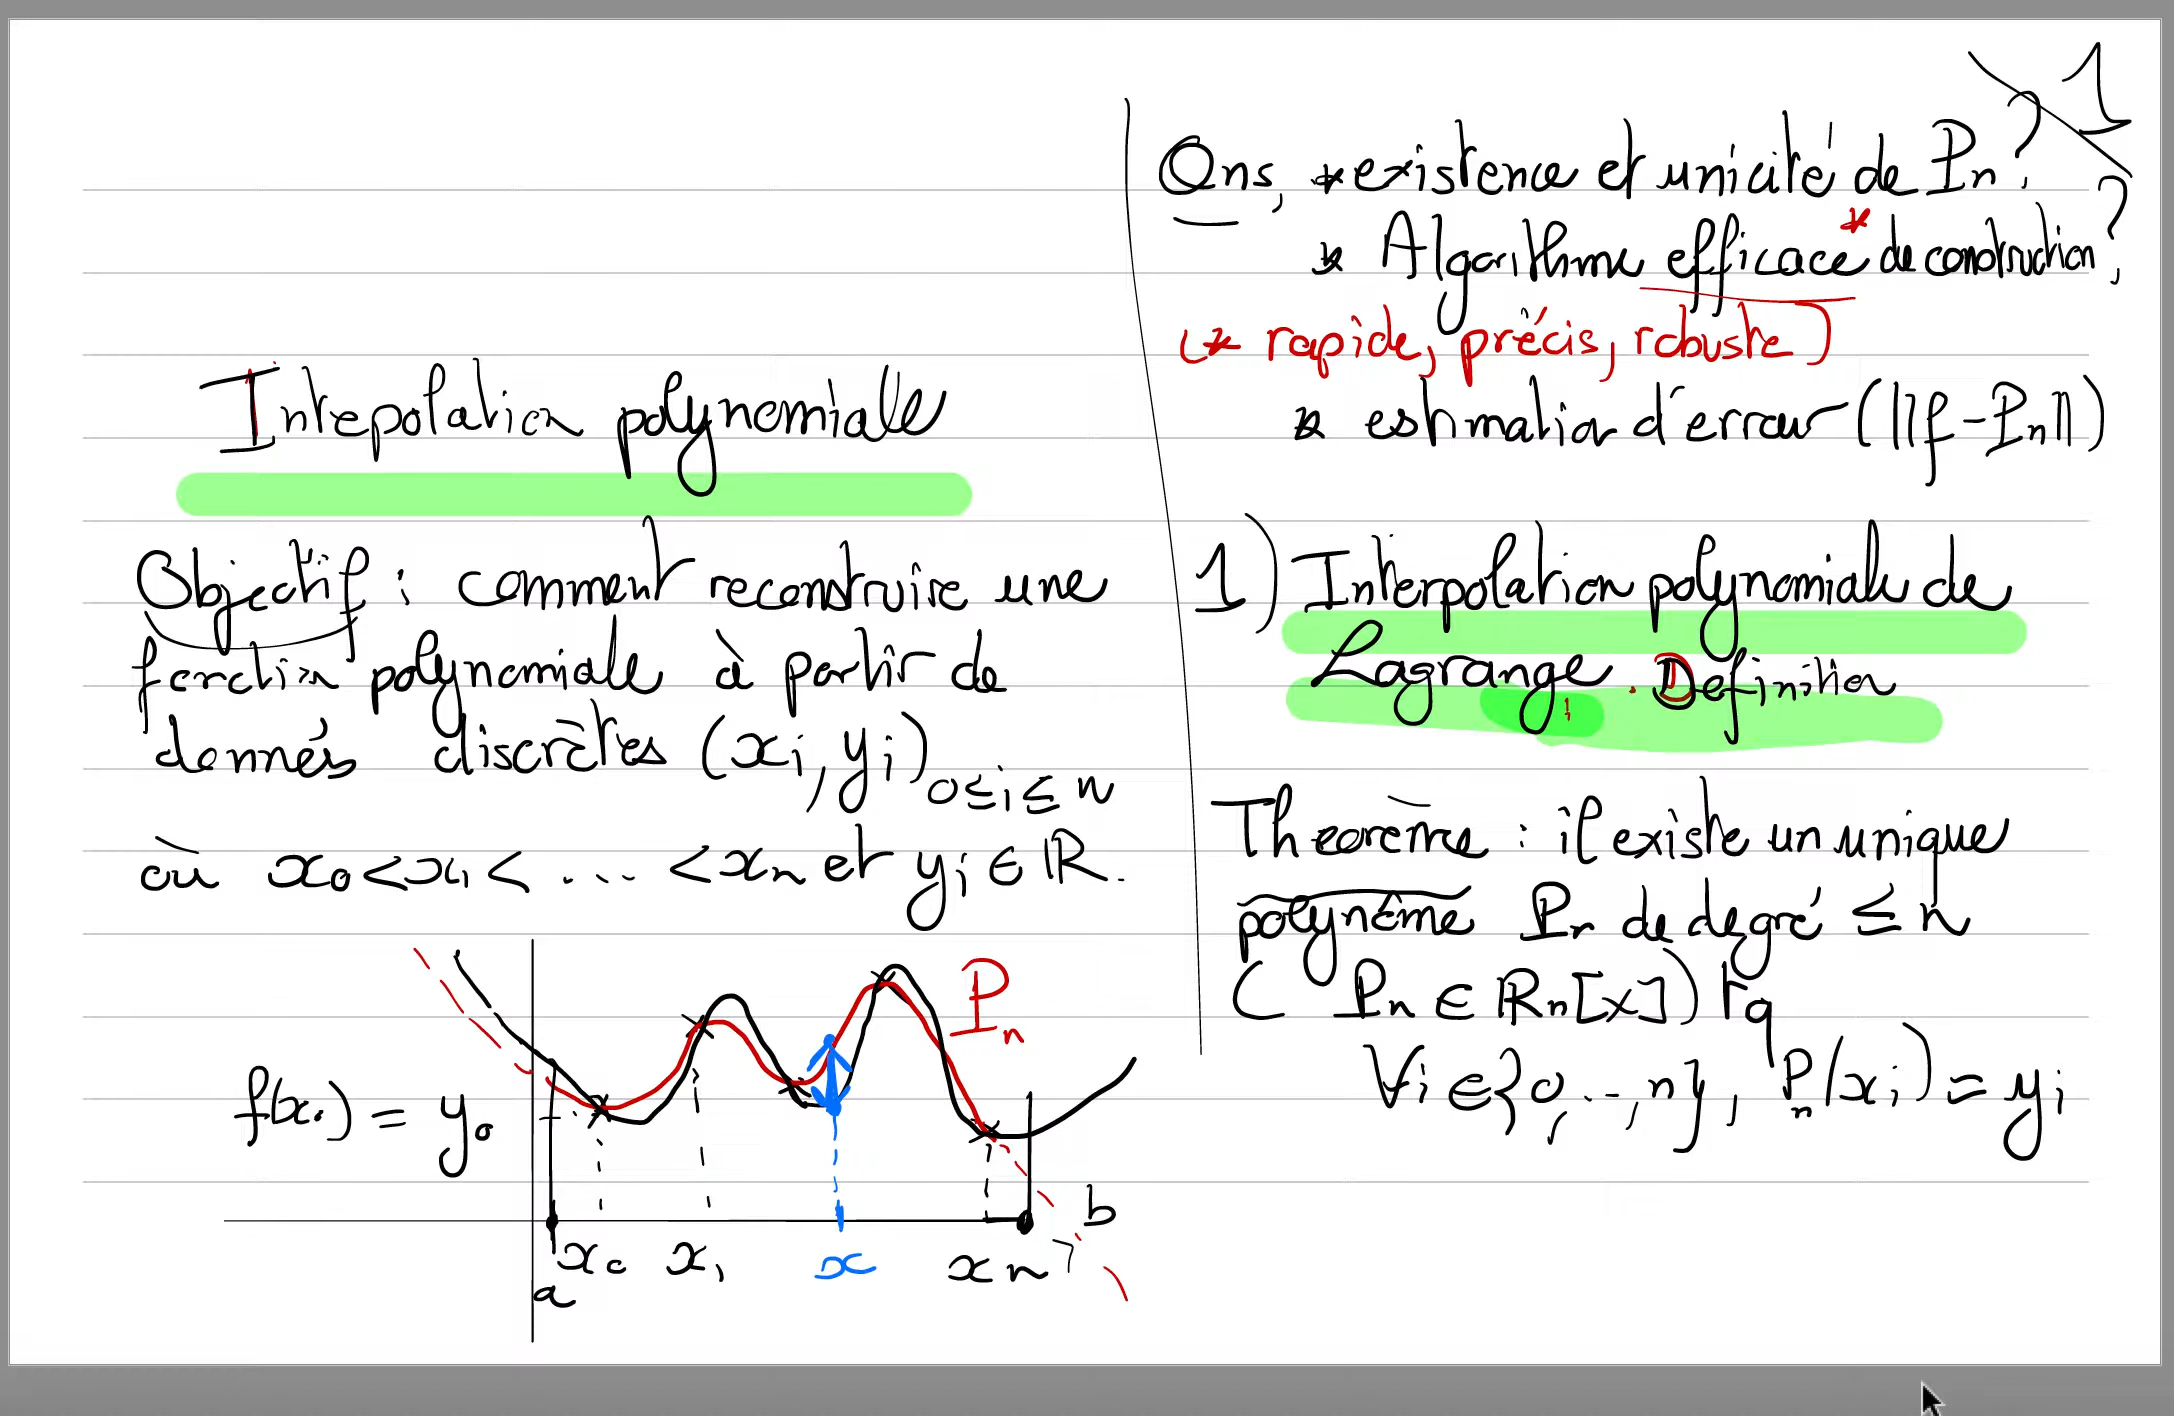 1
Intepolation polynomiale
Objectif : comment reconstruire une
fonction polynomiale à partir de
données discrètes (xi, yi) 0≤i≤n
où x0 < x1 < ... < xn et yi ∈ ℝ.
Pn
f(x0) = y0
b
x0 x1 x xn
a
Qns, * existence et unicité de Pn ?
* Algorithme efficace* de construction ?
(* rapide, précis, robuste)
* estimation d'erreur (||f - Pn||)
1) Interpolation polynomiale de
Lagrange. Definition
Theorème : il existe un unique
polynôme Pn de degré ≤ n
( Pn ∈ ℝn[x]) tq
∀i ∈ {0,..,n}, Pn(xi) = yi